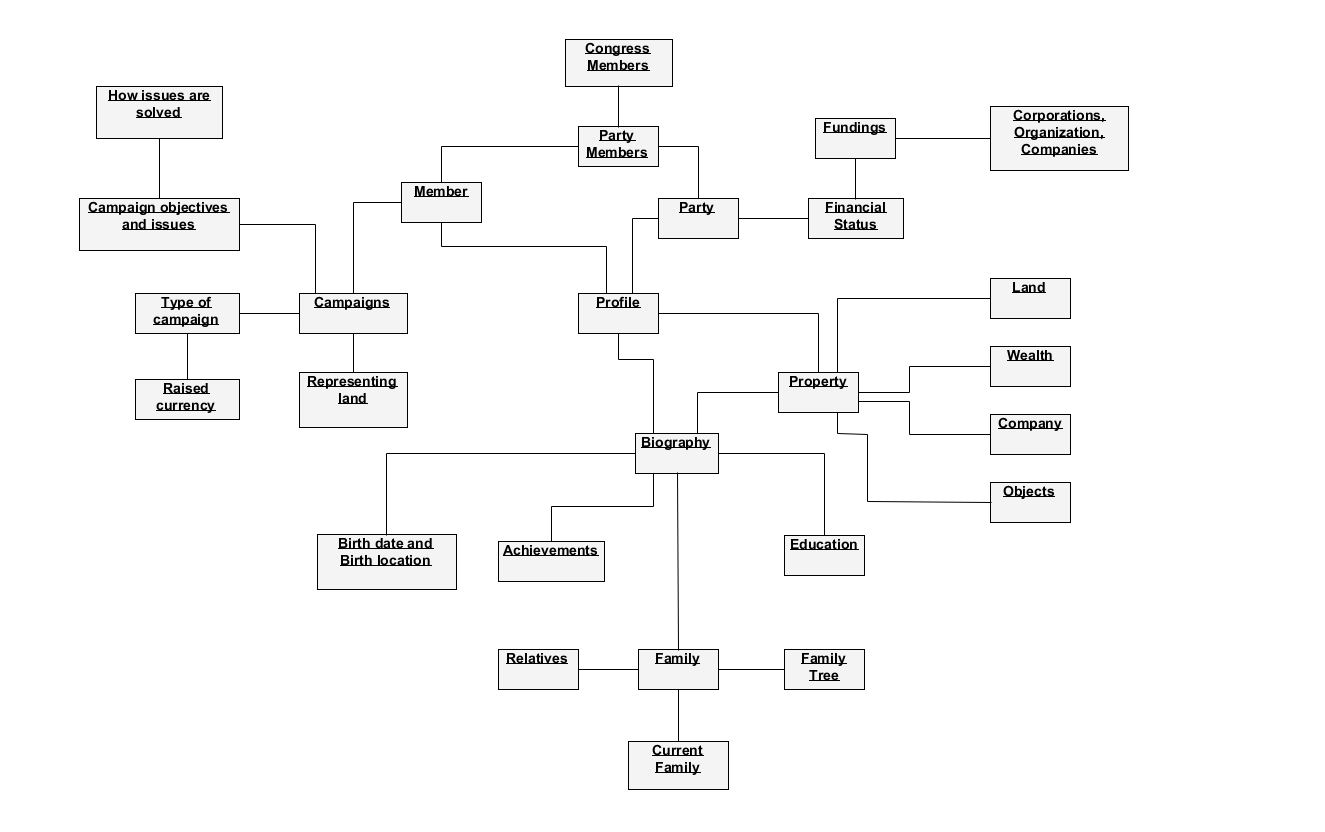 Congress
Members
How issues are
solved
Corporations,
Organization,
Companies
Fundings
Party
Members
Member
Campaign objectives
and issues
Party
Financial
Status
Land
Type of
campaign
Campaigns
Profile
Wealth
Raised
currency
Representing
land
Property
Company
Biography
Objects
Birth date and
Birth location
Achievements
Education
Relatives
Family
Family
Tree
Current
Family